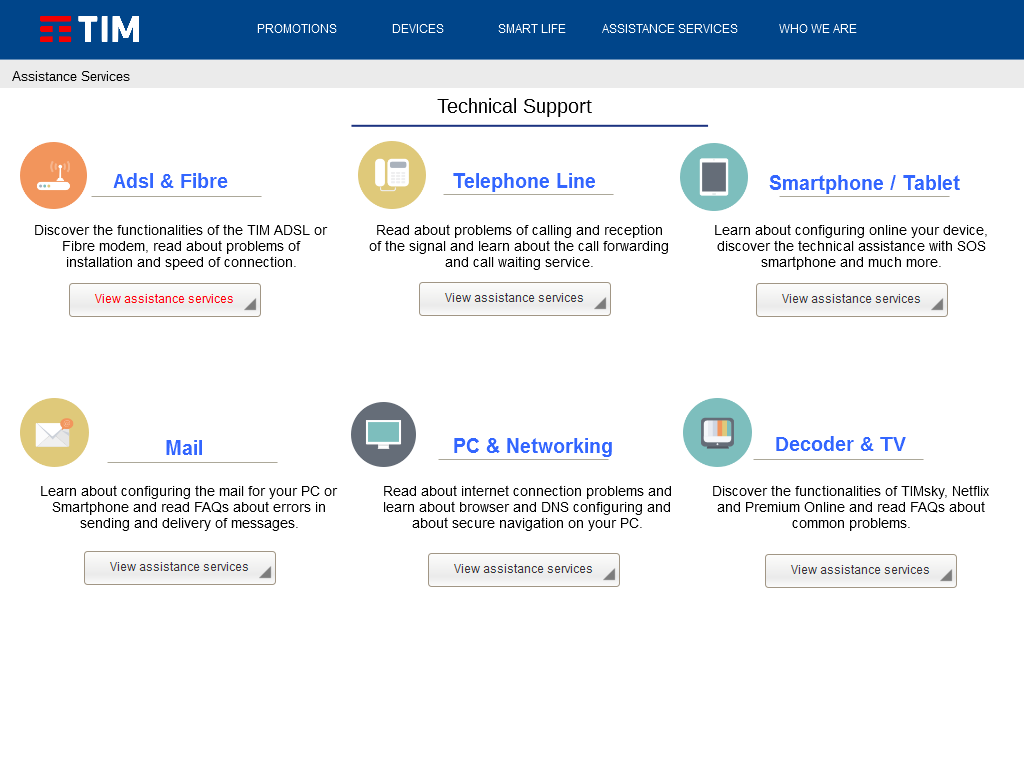 TIM
PROMOTIONS
DEVICES
SMART LIFE
ASSISTANCE SERVICES
WHO WE ARE
Assistance Services
Technical Support
Adsl & Fibre
Discover the functionalities of the TIM ADSL or
Fibre modem, read about problems of
installation and speed of connection.
View assistance services
Telephone Line
Read about problems of calling and reception
of the signal and learn about the call forwarding
and call waiting service.
View assistance services
Smartphone / Tablet
Learn about configuring online your device,
discover the technical assistance with SOS
smartphone and much more.
View assistance services
Mail
Learn about configuring the mail for your PC or
Smartphone and read FAQs about errors in
sending and delivery of messages.
View assistance services
PC & Networking
Read about internet connection problems and
learn about browser and DNS configuring and
about secure navigation on your PC.
View assistance services
Decoder & TV
Discover the functionalities of TIMsky, Netflix
and Premium Online and read FAQs about
common problems.
View assistance services